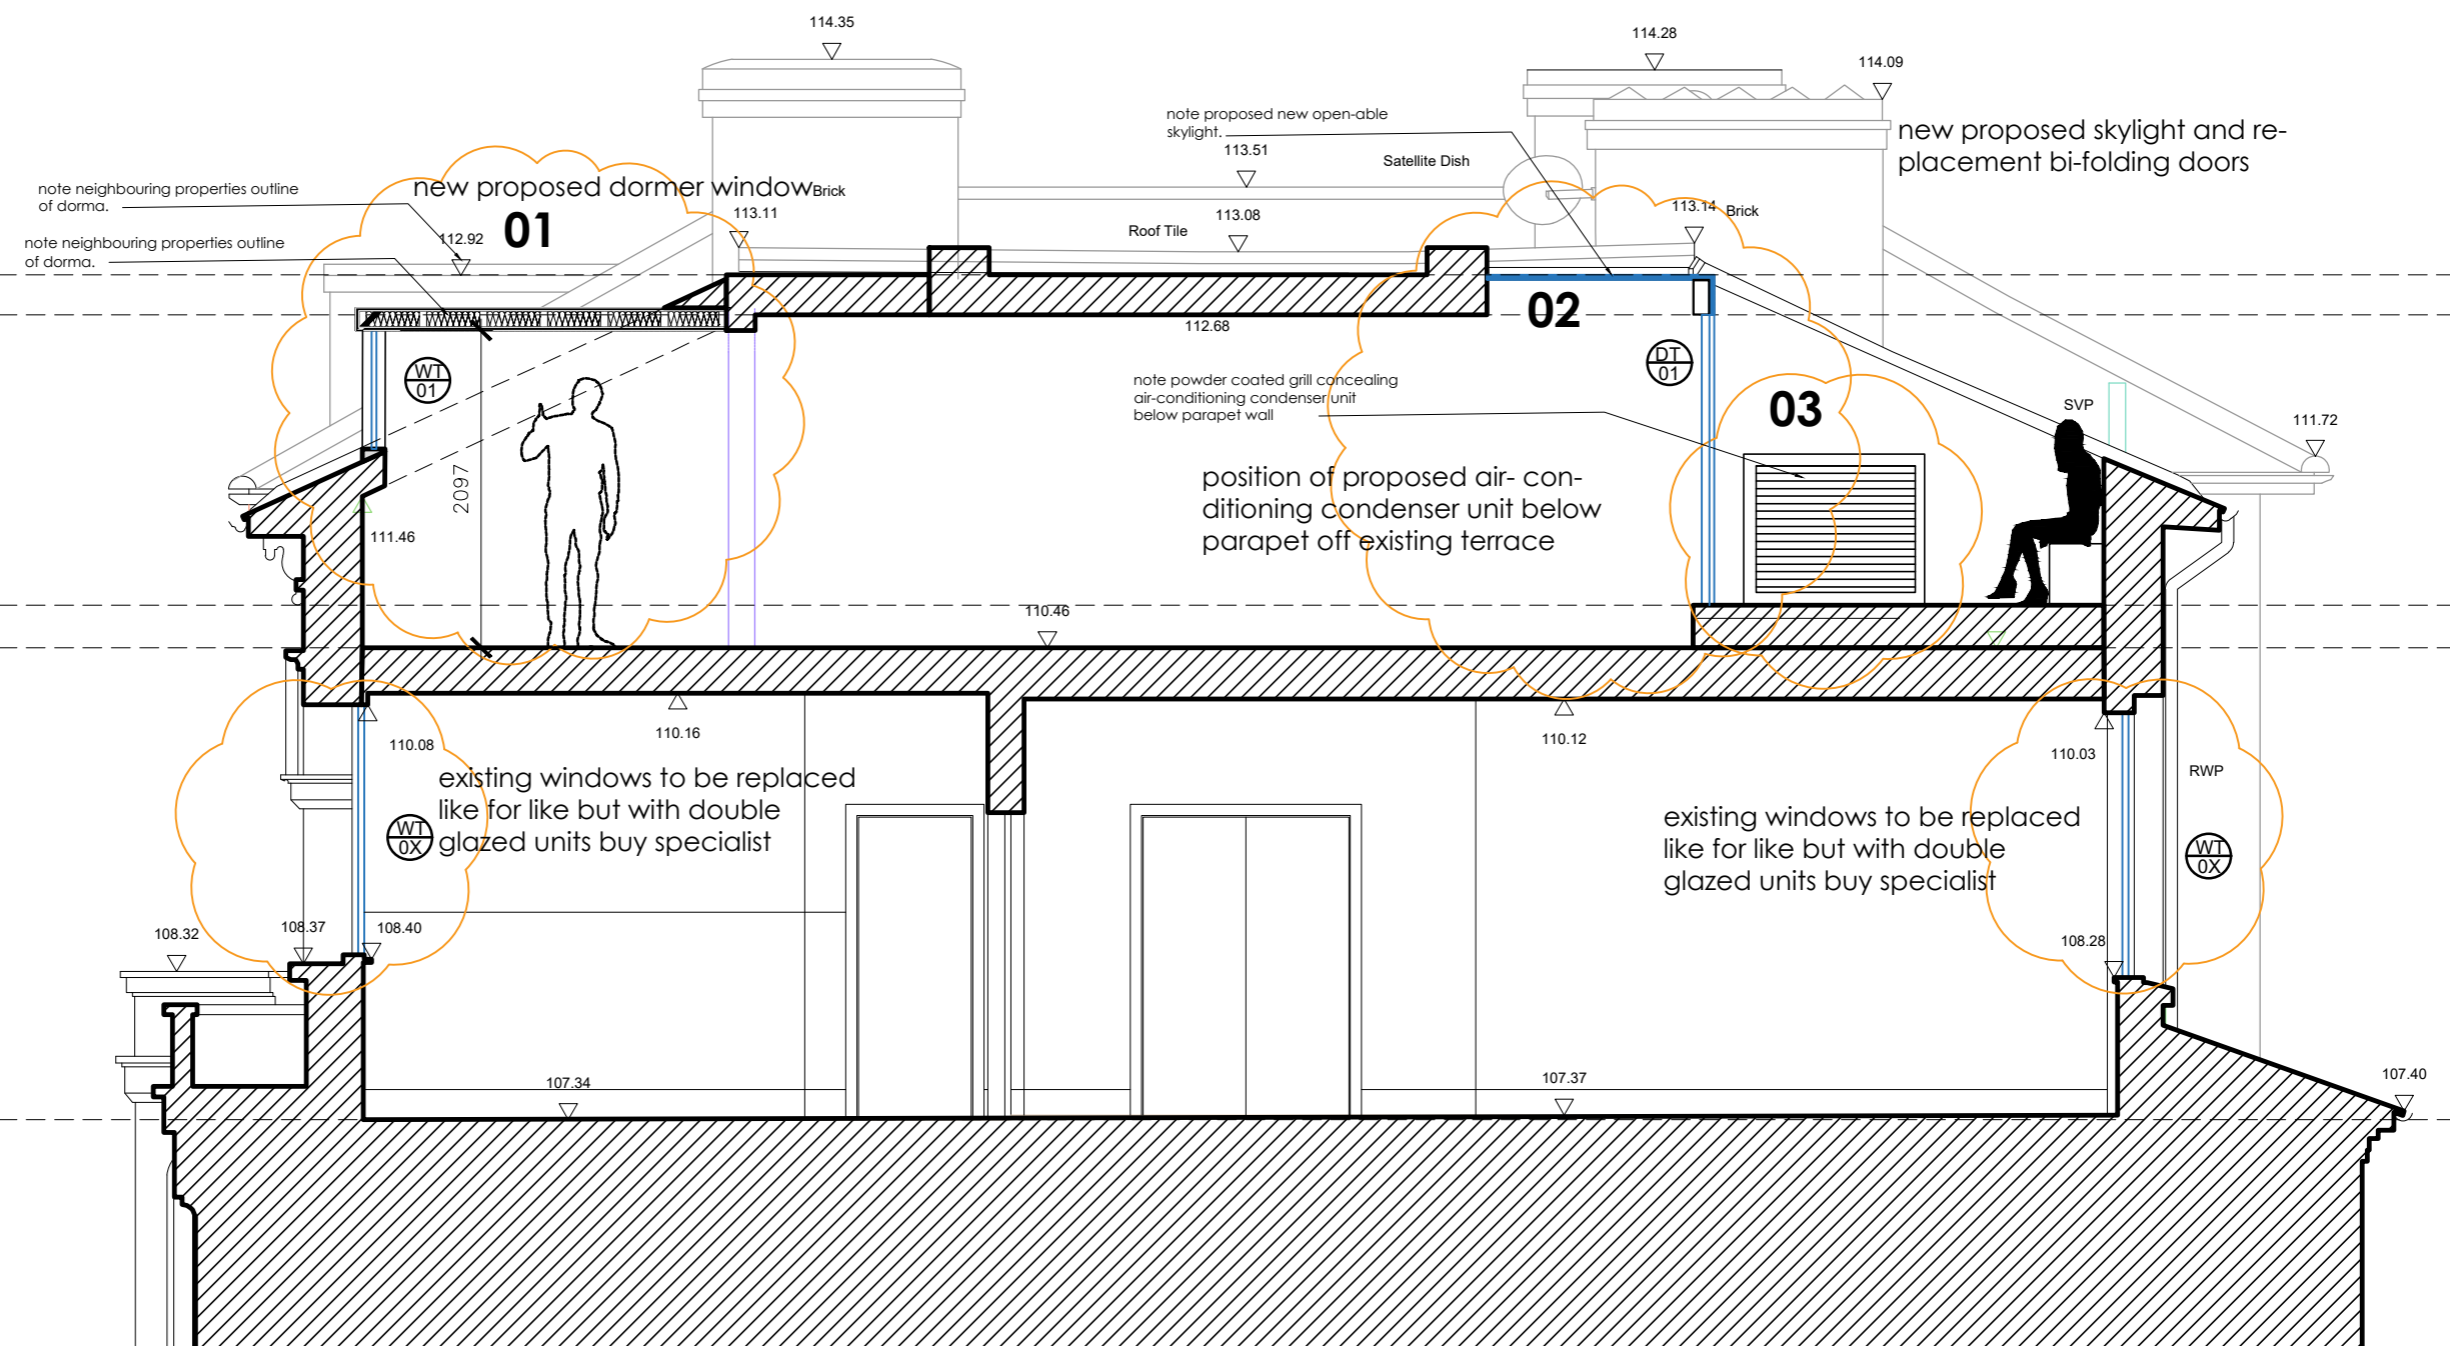 114.35
114.28
114.09
note proposed new open-able
skylight.
new proposed skylight and re-
placement bi-folding doors
113.51
Satellite Dish
note neighbouring properties outline
of dorma.
new proposed dormer window
Brick
01
113.11
113.08
113.14
Brick
Roof Tile
112.92
note neighbouring properties outline
of dorma.
02
112.68
WT
01
DT
01
note powder coated grill concealing
air-conditioning condenser unit
below parapet wall
03
SVP
111.72
2097
position of proposed air- con-
ditioning condenser unit below
parapet off existing terrace
111.46
110.46
110.08
110.16
110.12
110.03
RWP
existing windows to be replaced
like for like but with double
glazed units buy specialist
WT
0X
existing windows to be replaced
like for like but with double
glazed units buy specialist
WT
0X
108.32
108.37
108.40
108.28
107.34
107.37
107.40